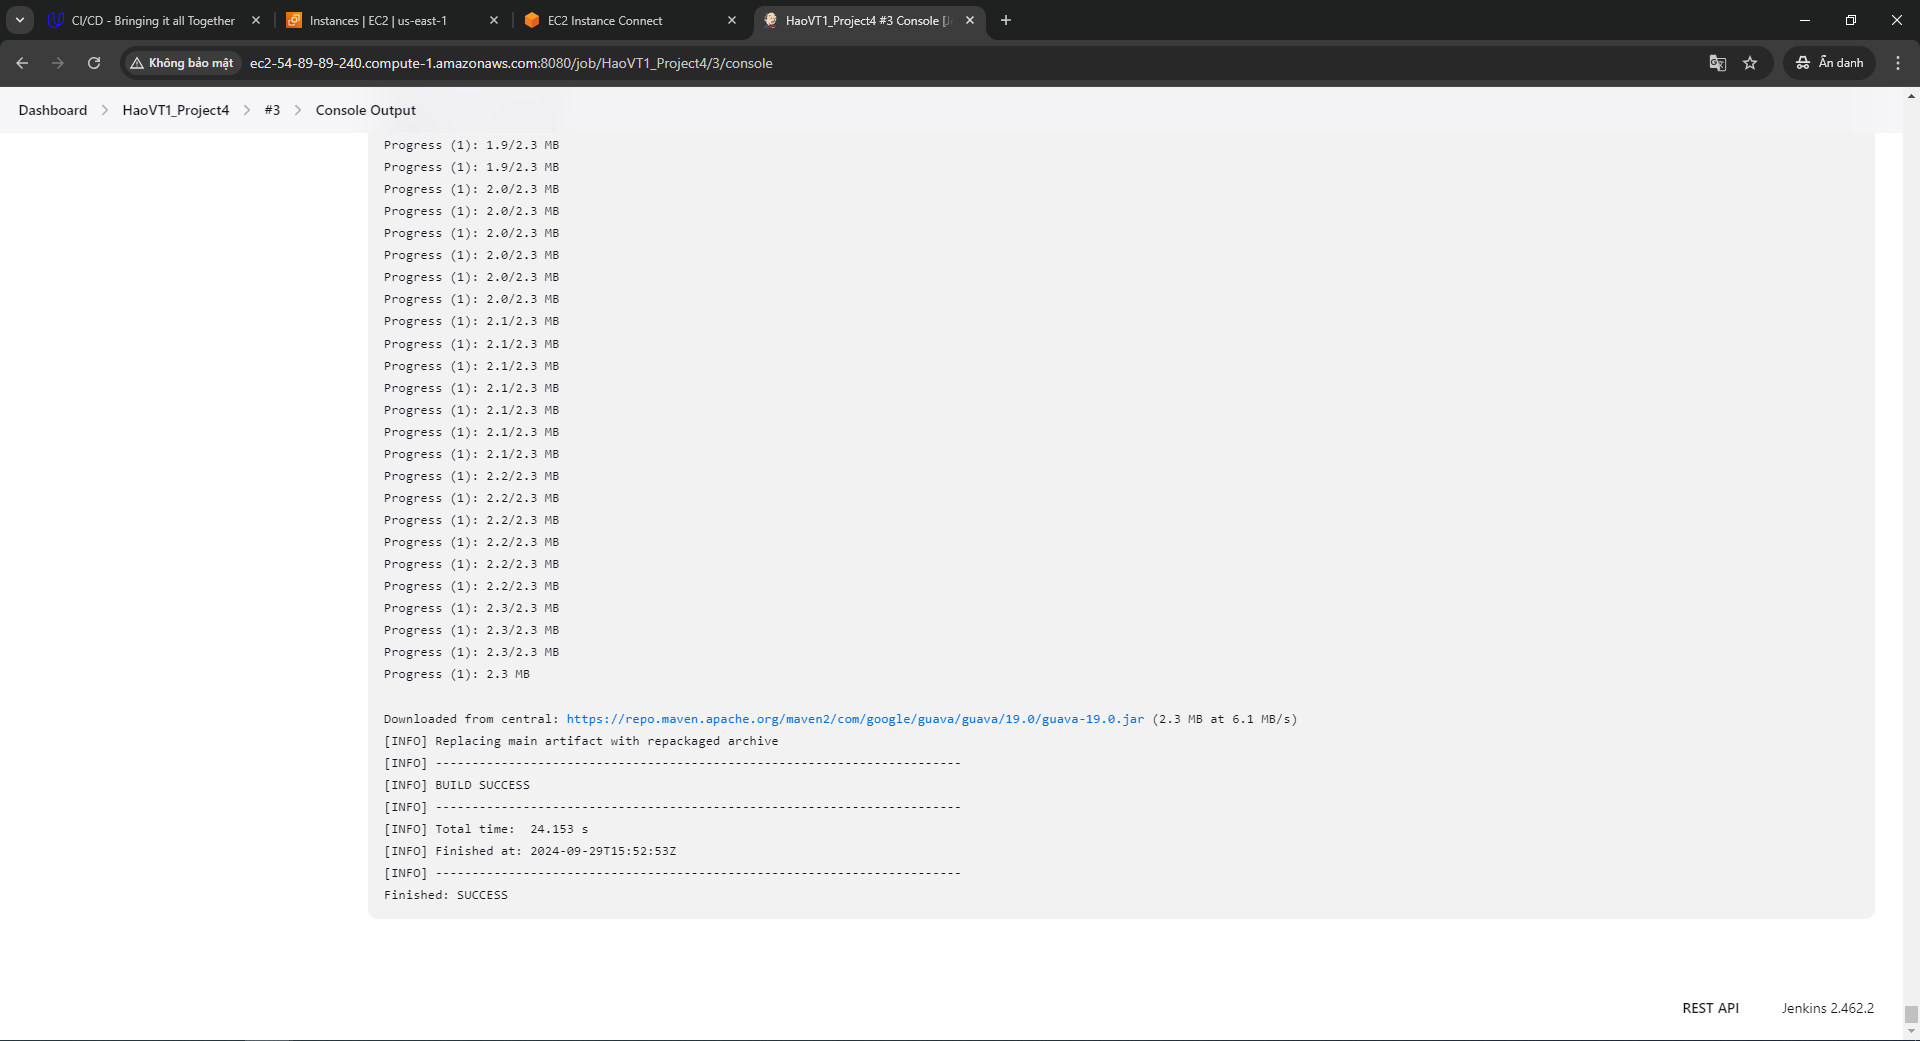 CI/CD - Bringing it all Together
Instances | EC2 | us-east-1
EC2 Instance Connect
HaoVT1_Project4 #3 Console [J
Không bảo mật
ec2-54-89-89-240.compute-1.amazonaws.com:8080/job/HaoVT1_Project4/3/console
Ẩn danh
Dashboard
HaoVT1_Project4
#3
Console Output
Progress (1): 1.9/2.3 MB
Progress (1): 1.9/2.3 MB
Progress (1): 2.0/2.3 MB
Progress (1): 2.0/2.3 MB
Progress (1): 2.0/2.3 MB
Progress (1): 2.0/2.3 MB
Progress (1): 2.0/2.3 MB
Progress (1): 2.0/2.3 MB
Progress (1): 2.1/2.3 MB
Progress (1): 2.1/2.3 MB
Progress (1): 2.1/2.3 MB
Progress (1): 2.1/2.3 MB
Progress (1): 2.1/2.3 MB
Progress (1): 2.1/2.3 MB
Progress (1): 2.1/2.3 MB
Progress (1): 2.2/2.3 MB
Progress (1): 2.2/2.3 MB
Progress (1): 2.2/2.3 MB
Progress (1): 2.2/2.3 MB
Progress (1): 2.2/2.3 MB
Progress (1): 2.2/2.3 MB
Progress (1): 2.3/2.3 MB
Progress (1): 2.3/2.3 MB
Progress (1): 2.3/2.3 MB
Progress (1): 2.3 MB
Downloaded from central: https://repo.maven.apache.org/maven2/com/google/guava/guava/19.0/guava-19.0.jar (2.3 MB at 6.1 MB/s)
[INFO] Replacing main artifact with repackaged archive
[INFO] ------------------------------------------------------------------------
[INFO] BUILD SUCCESS
[INFO] ------------------------------------------------------------------------
[INFO] Total time:  24.153 s
[INFO] Finished at: 2024-09-29T15:52:53Z
[INFO] ------------------------------------------------------------------------
Finished: SUCCESS
REST API
Jenkins 2.462.2